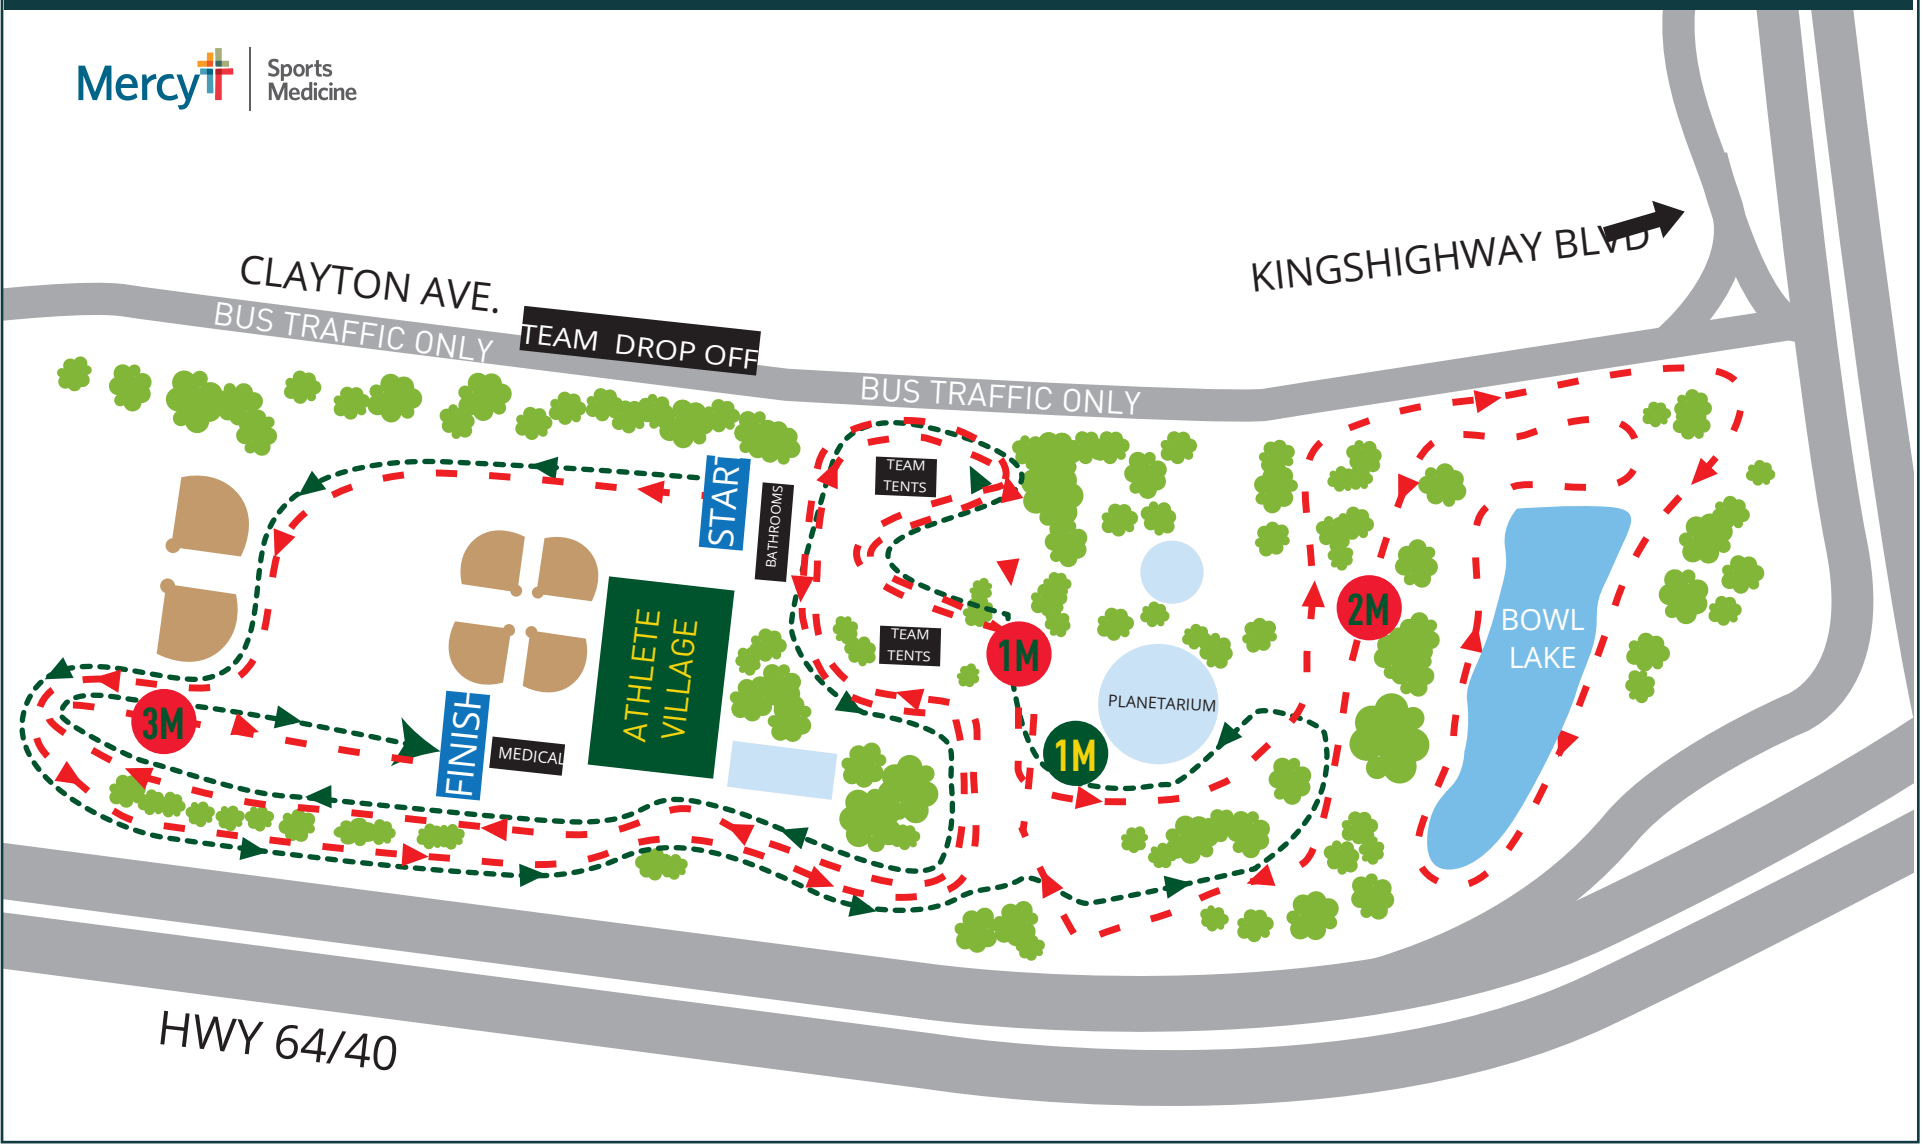 Mercy
Sports
Medicine
CLAYTON AVE.
KINGSHIGHWAY BLVD
BUS TRAFFIC ONLY
TEAM DROP OFF
BUS TRAFFIC ONLY
START
BATHROOMS
TEAM
TENTS
ATHLETE
VILLAGE
TEAM
TENTS
1M
2M
BOWL
LAKE
3M
FINISH
MEDICAL
1M
PLANETARIUM
HWY 64/40